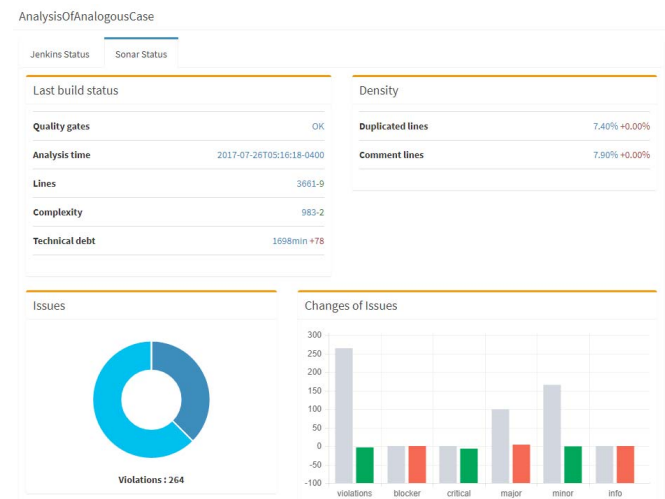 AnalysisOfAnalogousCase
Jenkins Status Sonar Status
Last build status
Quality gates OK
Analysis time 2017-07-26T05:16:18-0400
Lines 3661-9
Complexity 983-2
Technical debt 1698min +78
Density
Duplicated lines 7.40% +0.00%
Comment lines 7.90% +0.00%
Issues
Violations : 264
Changes of Issues
300
250
200
150
100
50
0
-50
-100
violations blocker critical major minor info